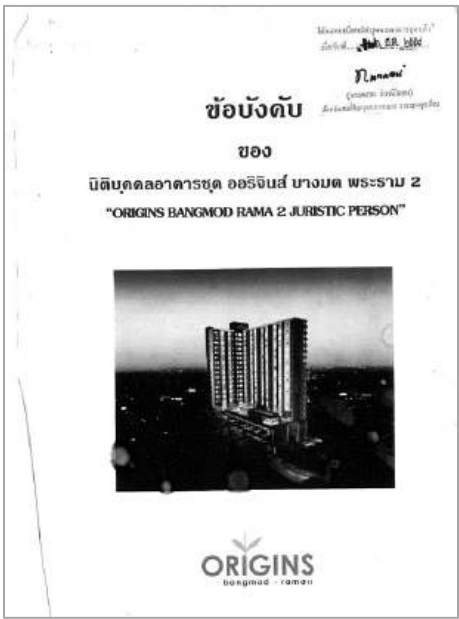 ข้อบังคับ
ของ
นิติบุคคลอาคารชุด ออริจินส์ บางมด พระราม 2
"ORIGINS BANGMOD RAMA 2 JURISTIC PERSON"
ORIGINS
bangmod - rama